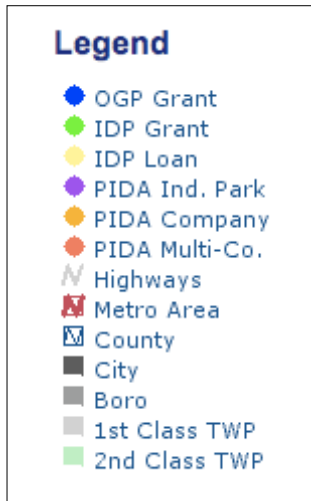 Legend
OGP Grant
IDP Grant
IDP Loan
PIDA Ind. Park
PIDA Company
PIDA Multi-Co.
Highways
Metro Area
County
City
Boro
1st Class TWP
2nd Class TWP